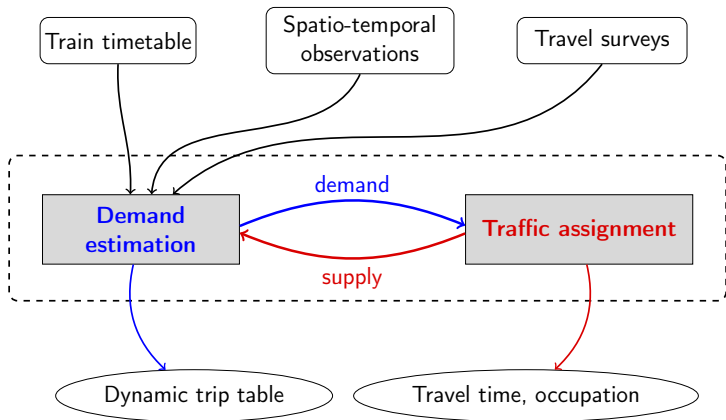 Train timetable
Spatio-temporal
observations
Travel surveys
demand
Demand
estimation
Traffic assignment
supply
Dynamic trip table
Travel time, occupation